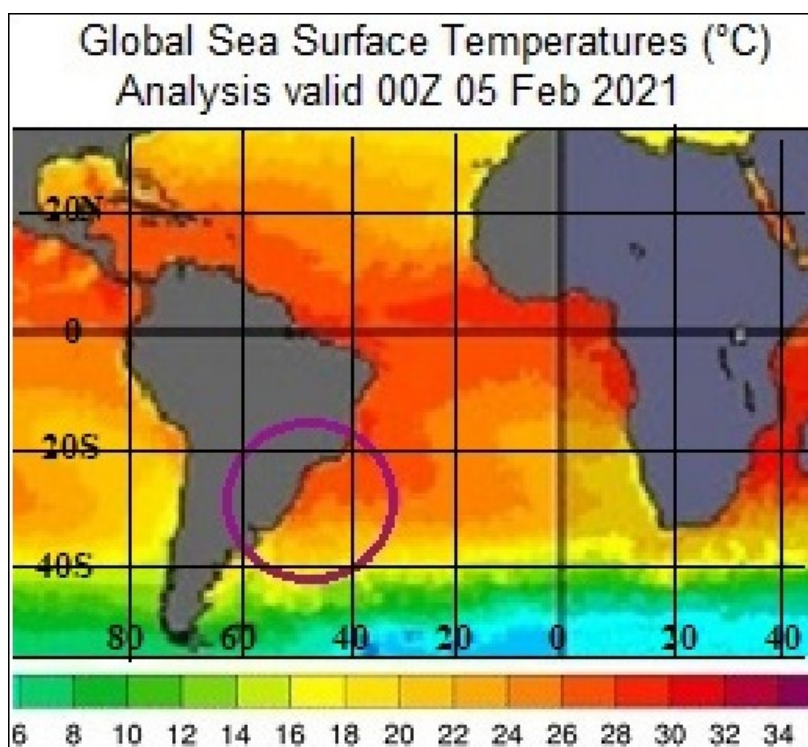 Global Sea Surface Temperatures (°C)
Analysis valid 00Z 05 Feb 2021
20N
0
20S
40S
80 60 40 20 0 20 40
6 8 10 12 14 16 18 20 22 24 26 28 30 32 34